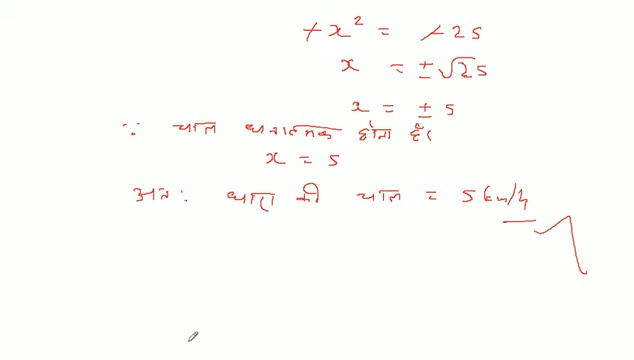 -x² = -25
x = ±√25
x = ± 5
∵ चाल धनात्मक होता है।
x = 5
अतः धारा की चाल = 5 km/h